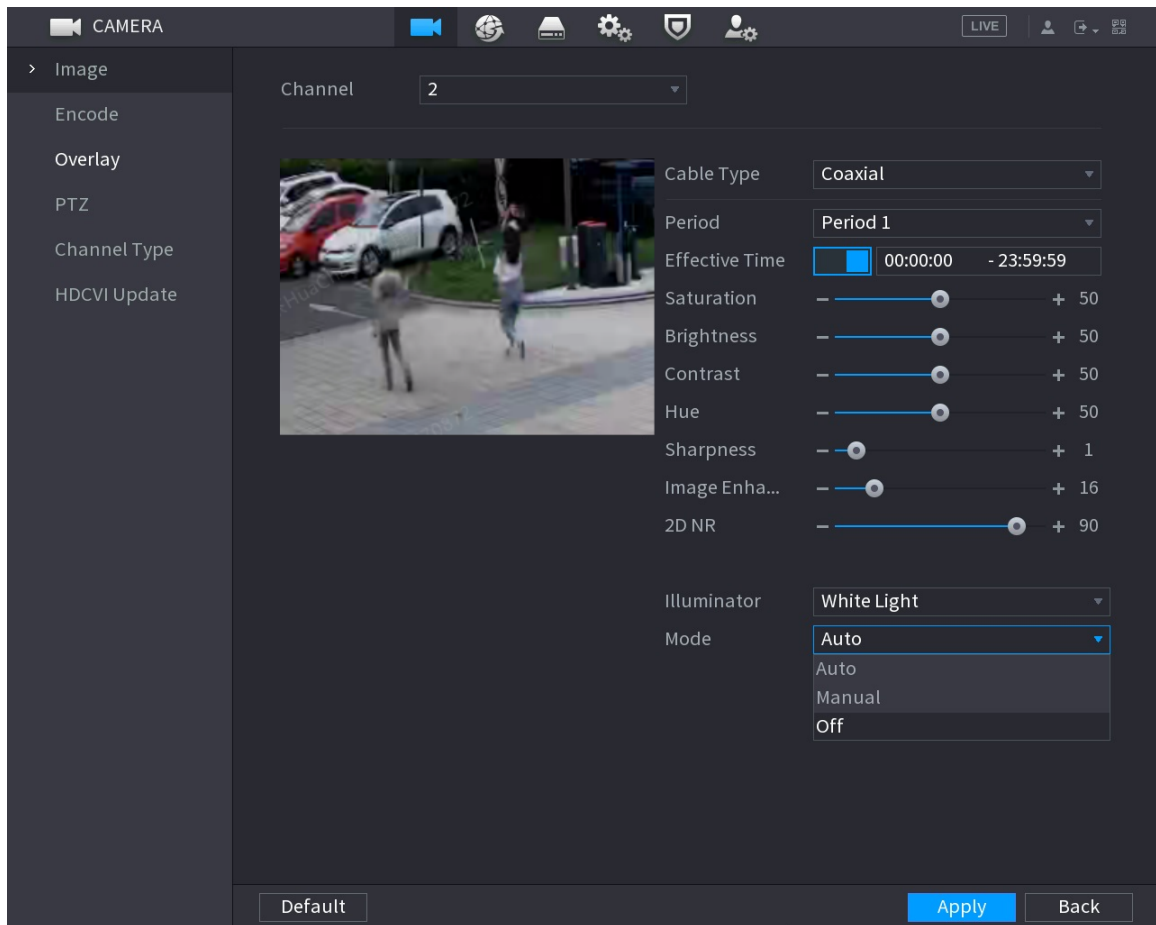 CAMERA
LIVE
Image
Encode
Overlay
PTZ
Channel Type
HDCVI Update
Channel 2
Cable Type Coaxial
Period Period 1
Effective Time 00:00:00 - 23:59:59
Saturation 50
Brightness 50
Contrast 50
Hue 50
Sharpness 1
Image Enha... 16
2D NR 90
Illuminator White Light
Mode Auto
Auto
Manual
Off
Default Apply Back